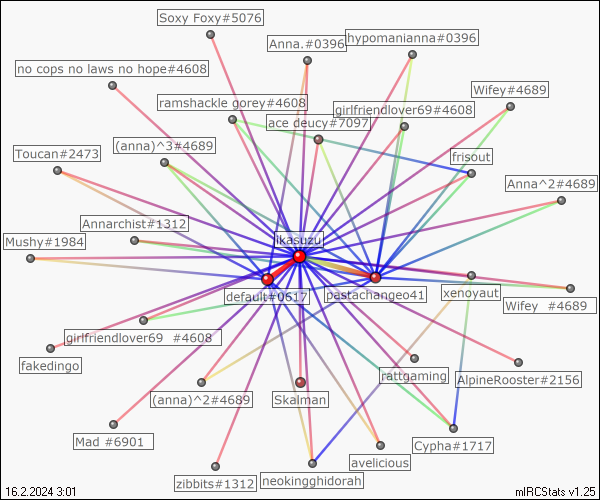 Soxy Foxy#5076
Anna.#0396
hypomanianna#0396
no cops no laws no hope#4608
Wifey#4689
ramshackle gorey#4608
girlfriendlover69#4608
ace deucy#7097
(anna)^3#4689
Toucan#2473
frisout
Anna^2#4689
Annarchist#1312
Mushy#1984
ikasuzu
default#0617
pastachangeo41
xenoyaut
Wifey  #4689
girlfriendlover69  #4608
fakedingo
rattgaming
AlpineRooster#2156
(anna)^2#4689
Skalman
Mad #6901
Cypha#1717
avelicious
zibbits#1312
neokingghidorah
16.2.2024 3:01
mIRCStats v1.25